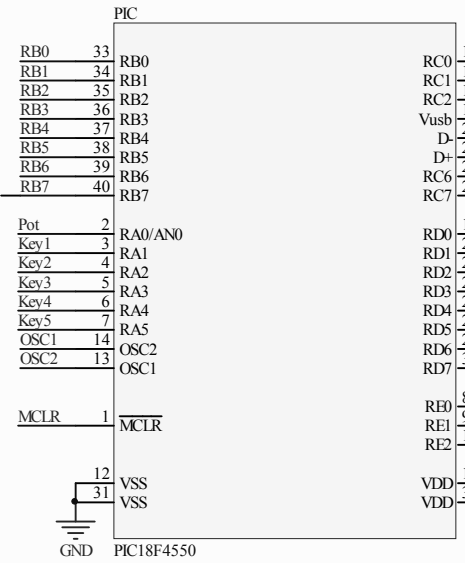 PIC
RB0 33 RB0 RC0
RB1 34 RB1 RC1
RB2 35 RB2 RC2
RB3 36 RB3 Vusb
RB4 37 RB4 D-
RB5 38 RB5 D+
RB6 39 RB6 RC6
RB7 40 RB7 RC7
Pot 2 RA0/AN0 RD0
Key1 3 RA1 RD1
Key2 4 RA2 RD2
Key3 5 RA3 RD3
Key4 6 RA4 RD4
Key5 7 RA5 RD5
OSC1 14 OSC2 RD6
OSC2 13 OSC1 RD7
RE0
MCLR 1 MCLR RE1
RE2
12 VSS VDD
31 VSS VDD
GND PIC18F4550